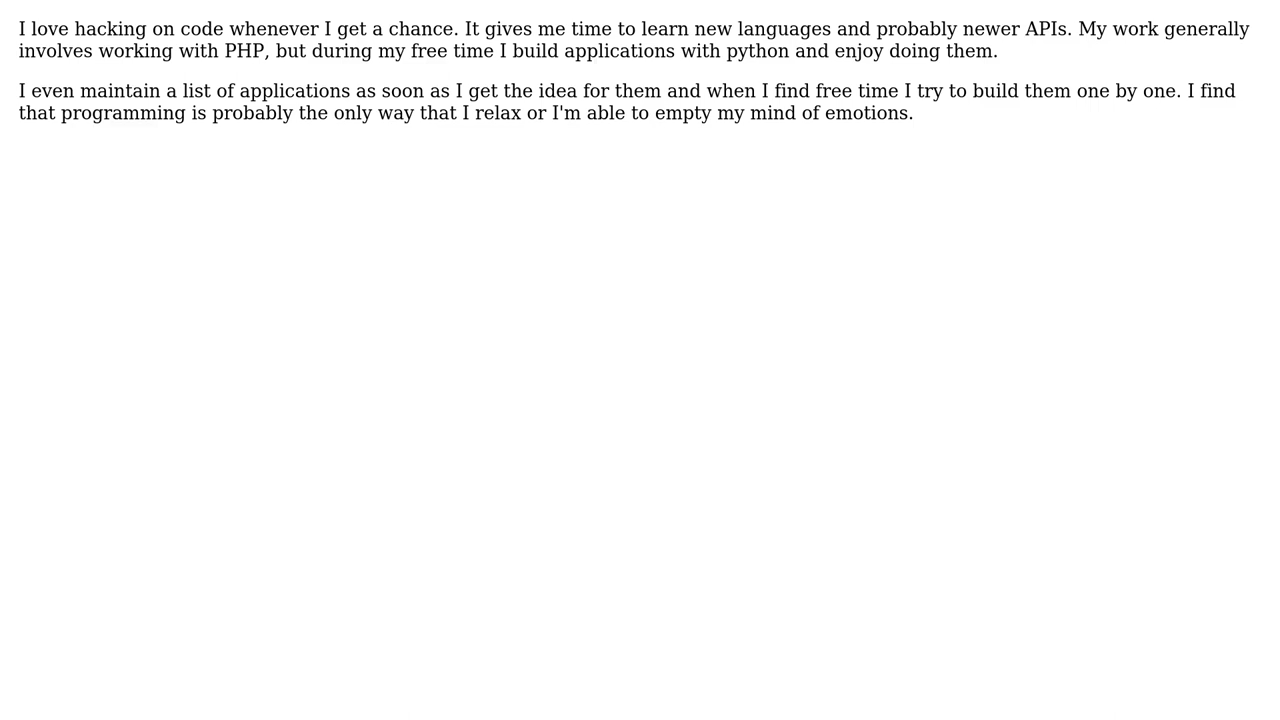 I love hacking on code whenever I get a chance. It gives me time to learn new languages and probably newer APIs. My work generally
involves working with PHP, but during my free time I build applications with python and enjoy doing them.
I even maintain a list of applications as soon as I get the idea for them and when I find free time I try to build them one by one. I find
that programming is probably the only way that I relax or I'm able to empty my mind of emotions.